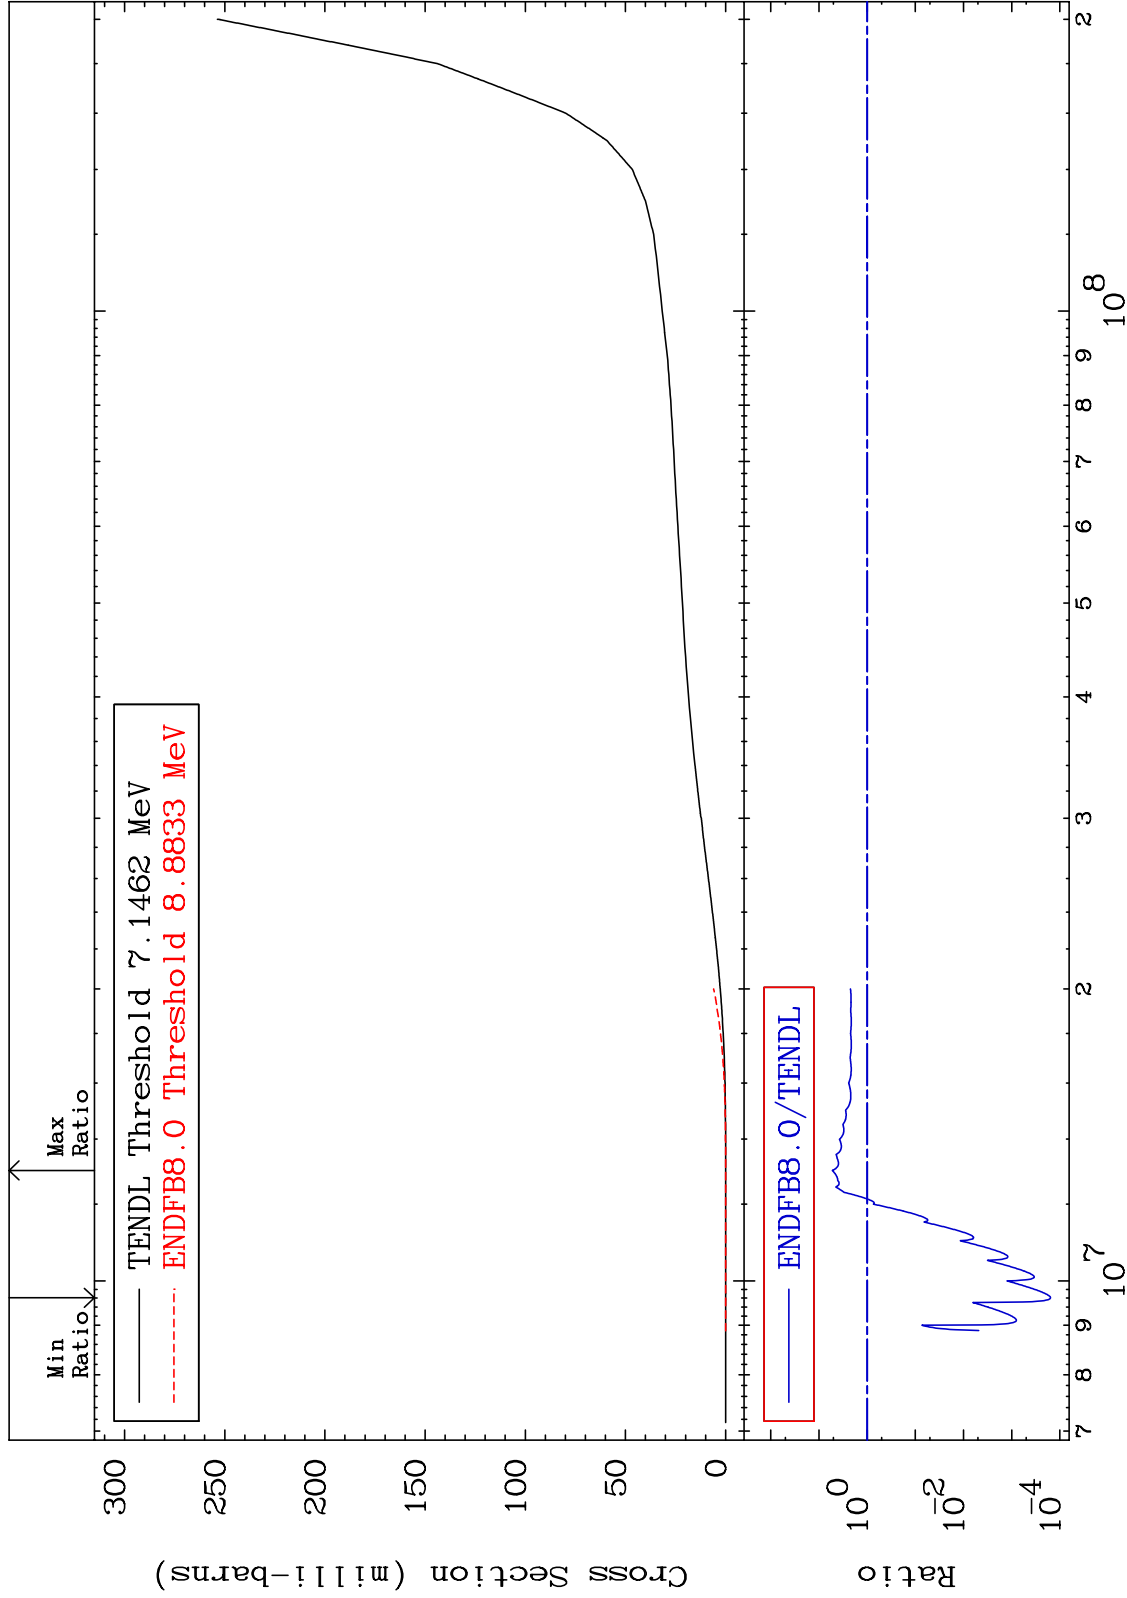 Min
Ratio
Max
Ratio
TENDL Threshold 7.1462 MeV
ENDFB8.0 Threshold 8.8833 MeV
300
250
200
150
100
50
0
Cross Section (milli-barns)
ENDFB8.0/TENDL
10^0
10^-2
10^-4
Ratio
7 8 9 10^7 2 3 4 5 6 7 8 9 10^8 2